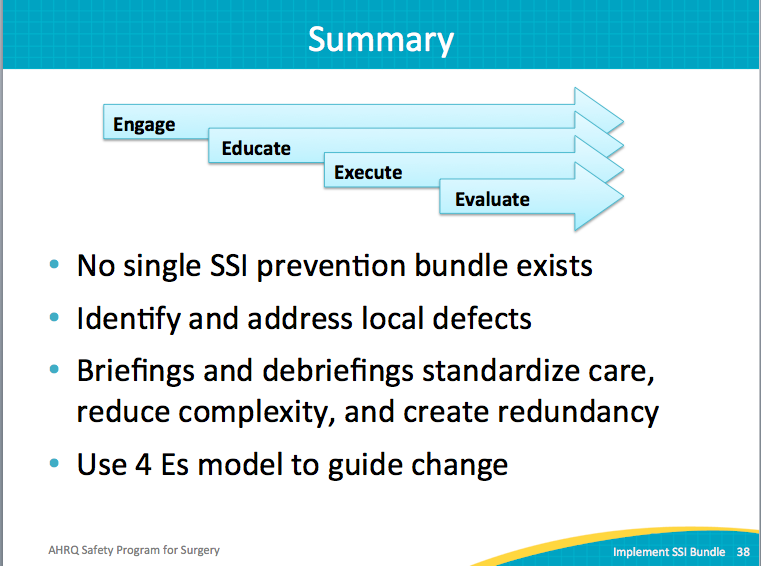 Summary
Engage
Educate
Execute
Evaluate
• No single SSI prevention bundle exists
• Identify and address local defects
• Briefings and debriefings standardize care,
reduce complexity, and create redundancy
• Use 4 Es model to guide change
AHRQ Safety Program for Surgery
Implement SSI Bundle 38